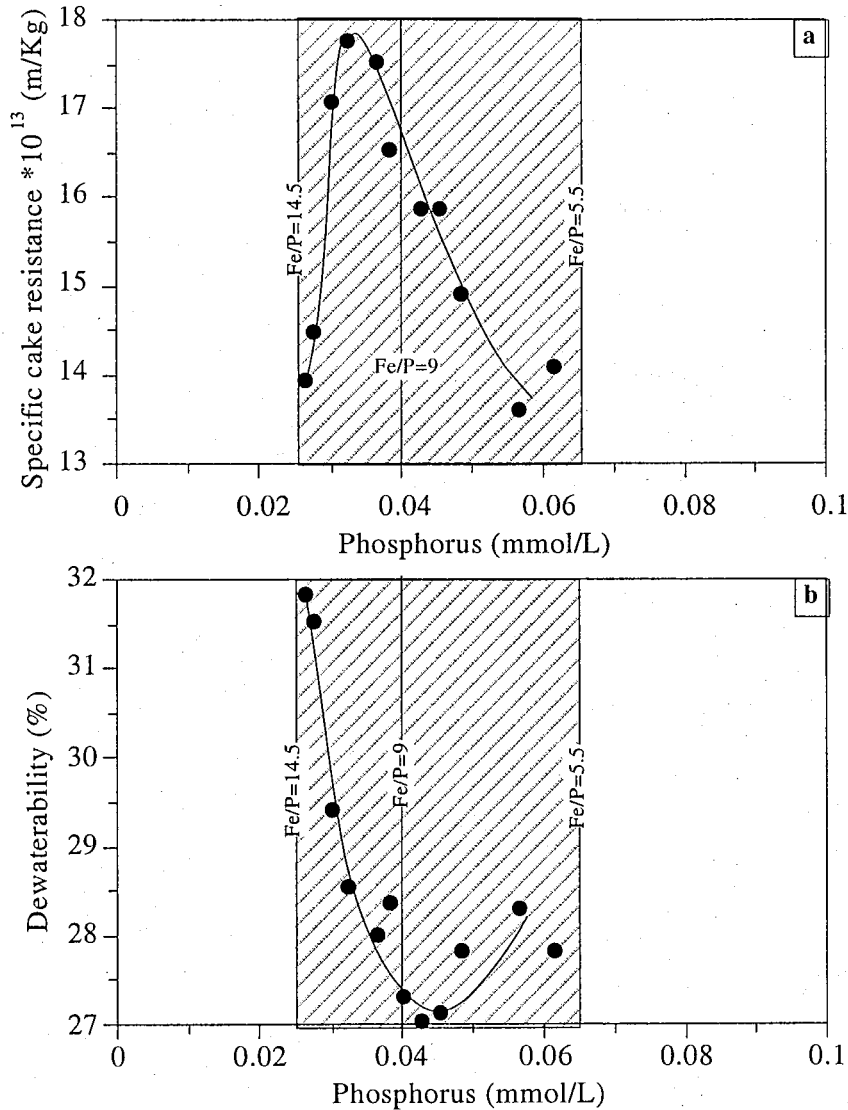 a
Specific cake resistance *10 13 (m/Kg)
18
17
16
15
14
13
Fe/P=14.5
Fe/P=9
Fe/P=5.5
0
0.02
0.04
0.06
0.08
0.1
Phosphorus (mmol/L)
b
Dewaterability (%)
32
31
30
29
28
27
Fe/P=14.5
Fe/P=9
Fe/P=5.5
0
0.02
0.04
0.06
0.08
0.1
Phosphorus (mmol/L)